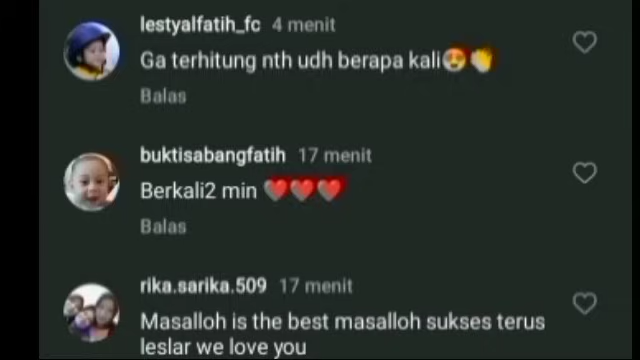 lestyalfatih_fc 4 menit
Ga terhitung nth udh berapa kali😍👏
Balas
buktisabangfatih 17 menit
Berkali2 min ❤️❤️❤️
Balas
rika.sarika.509 17 menit
Masalloh is the best masalloh sukses terus
leslar we love you